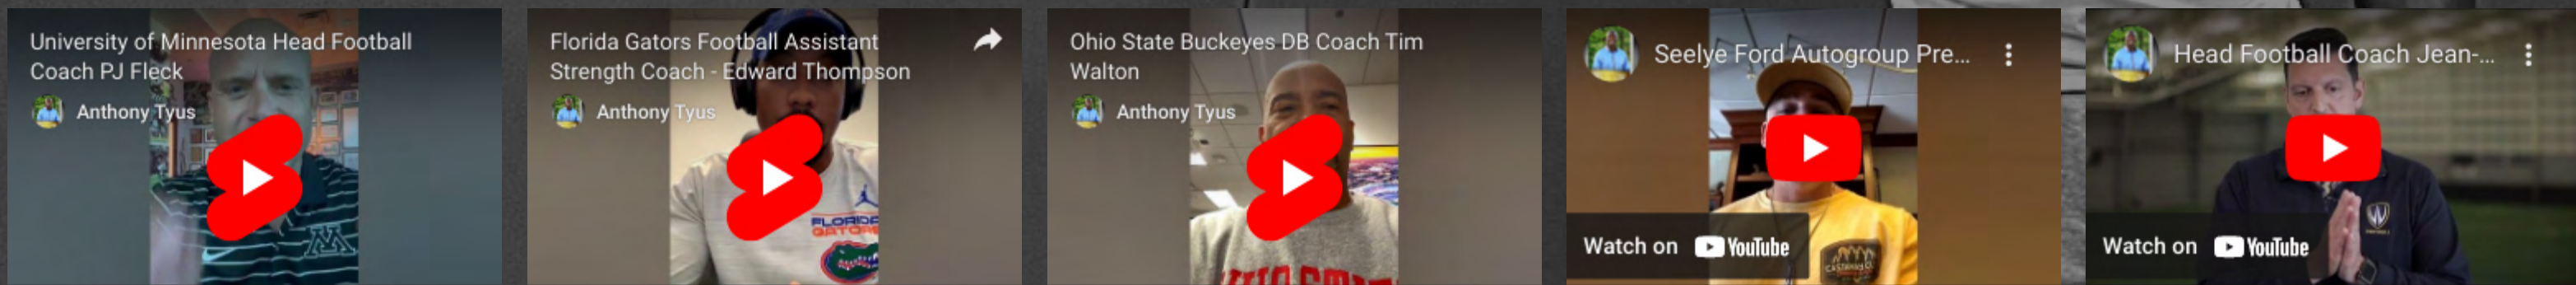 University of Minnesota Head Football
Coach PJ Fleck
Anthony Tyus
M
Florida Gators Football Assistant
Strength Coach - Edward Thompson
Anthony Tyus
FLORIDA
GATORS
Ohio State Buckeyes DB Coach Tim
Walton
Anthony Tyus
Seelye Ford Autogroup Pre...
Watch on YouTube
Head Football Coach Jean-...
W
Watch on YouTube